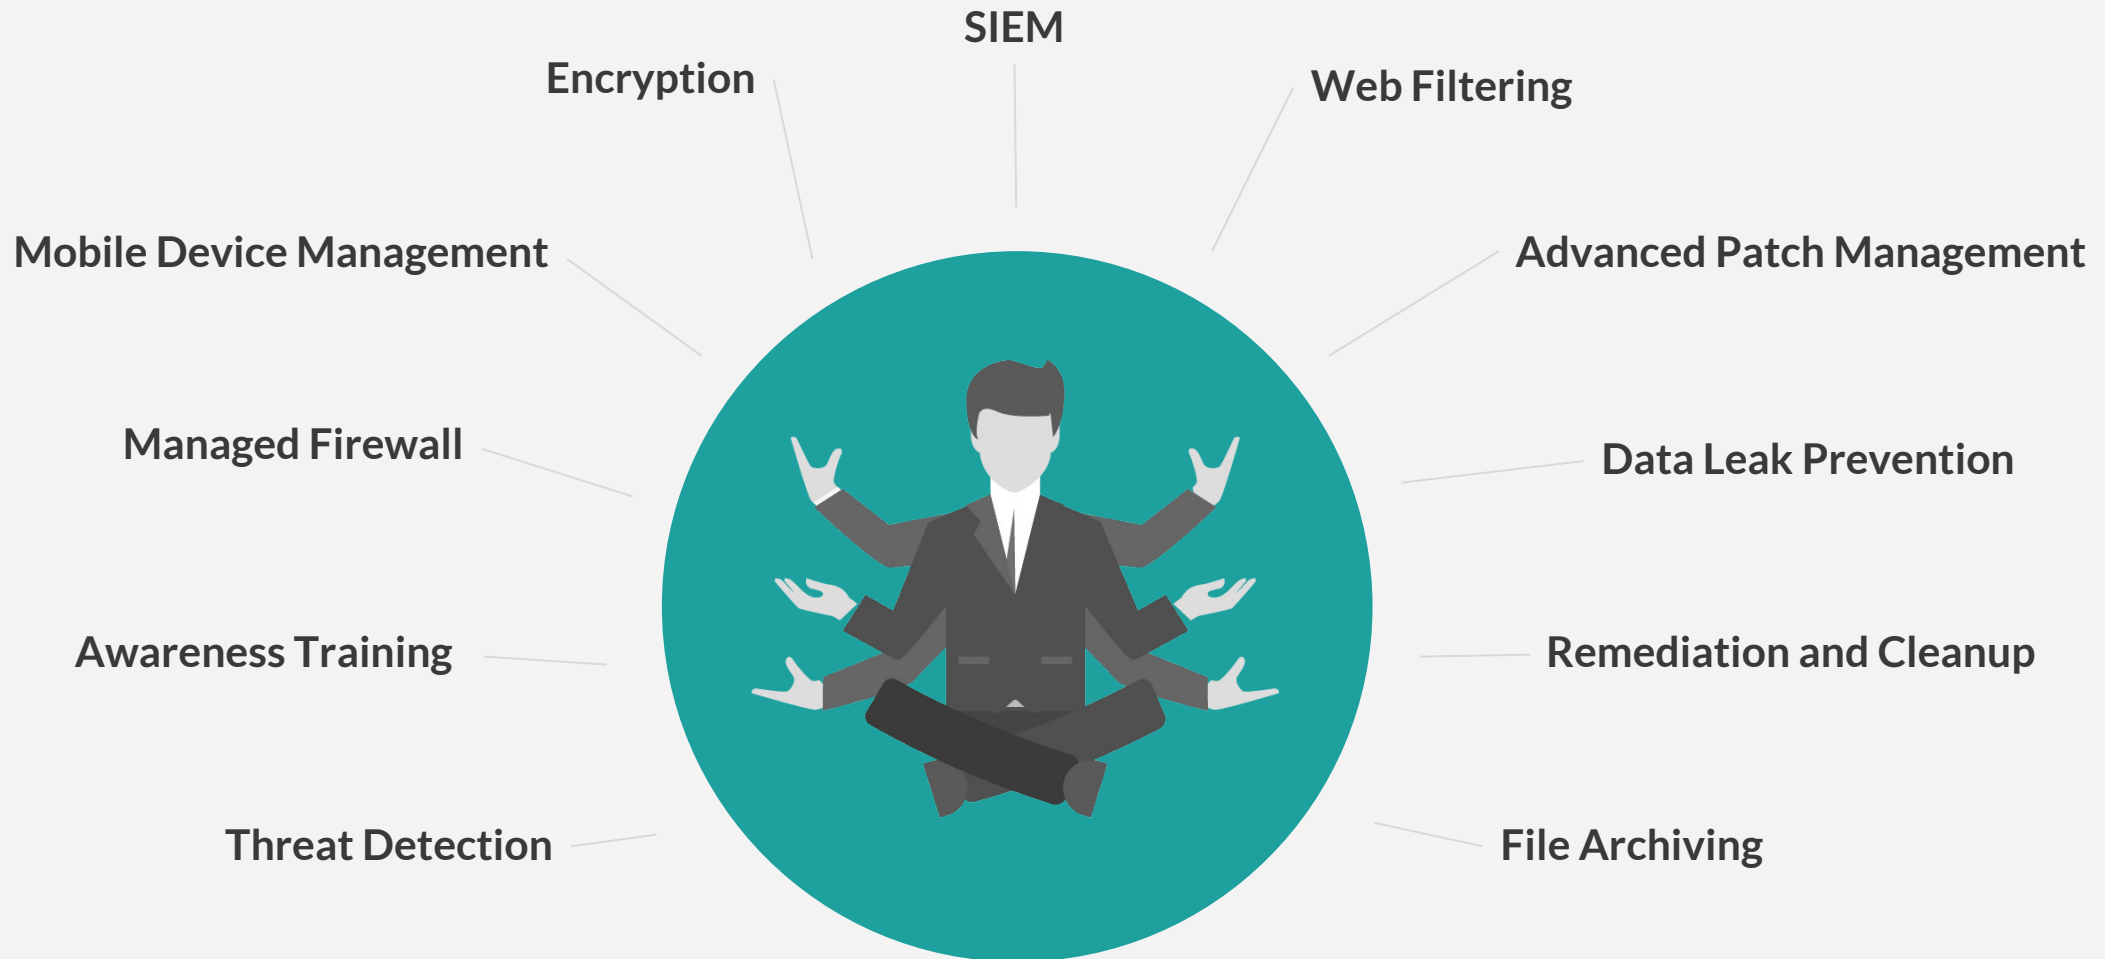 SIEM
Encryption
Web Filtering
Mobile Device Management
Advanced Patch Management
Managed Firewall
Data Leak Prevention
Awareness Training
Remediation and Cleanup
Threat Detection
File Archiving